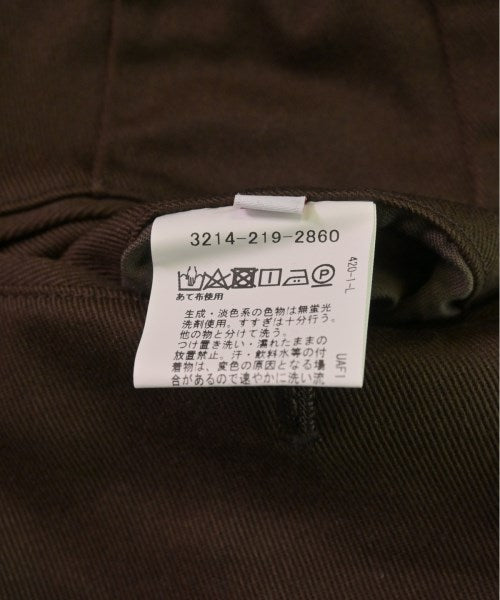 3214-219-2860
P
あて布使用
生成・淡色系の色物は無蛍光
洗剤使用。すすぎは十分行う。
他の物と分けて洗う。
つけ置き洗い・濡れたままの
放置禁止。汗・飲料水等の付
着物は、変色の原因となる場
合があるので速やかに洗い流
420-1-L
UAFI